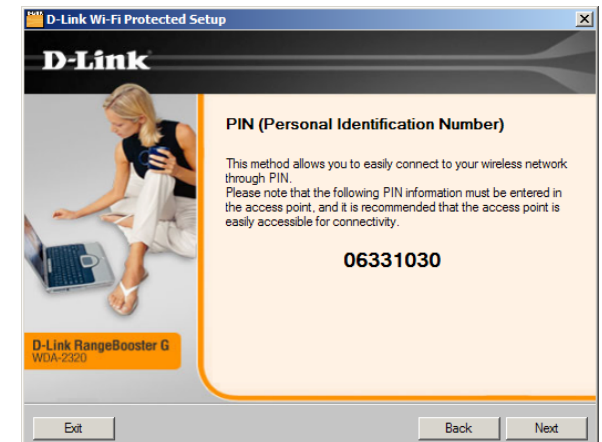 D-Link Wi-Fi Protected Setup
D-Link
PIN (Personal Identification Number)
This method allows you to easily connect to your wireless network
through PIN.
Please note that the following PIN information must be entered in
the access point, and it is recommended that the access point is
easily accessible for connectivity.
06331030
D-Link RangeBooster G
WDA-2320
Exit
Back
Next